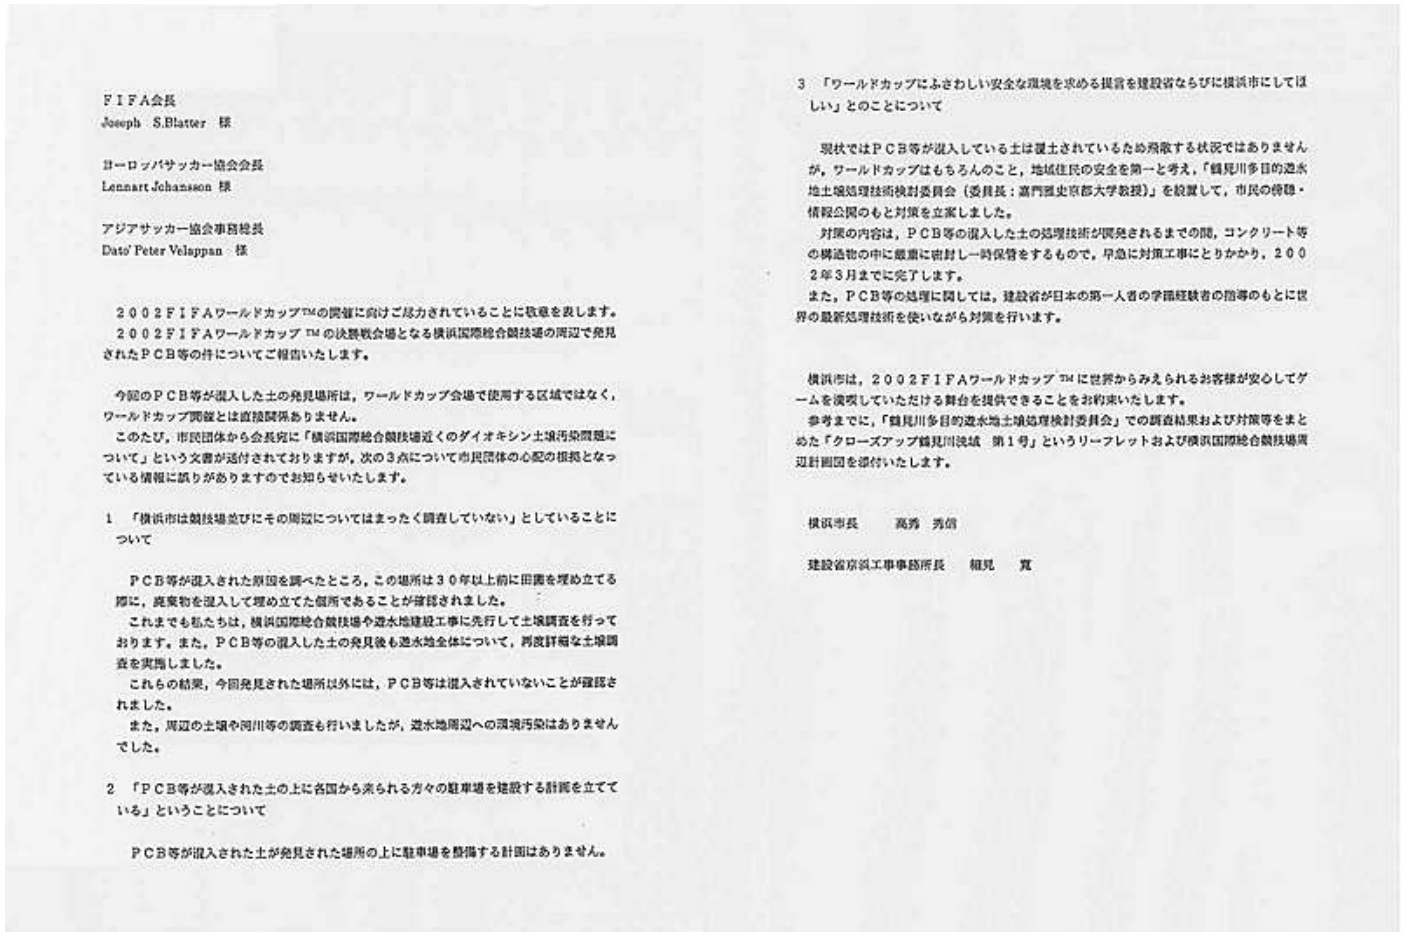 ＦＩＦＡ会長
Joseph S.Blatter 様
ヨーロッパサッカー協会会長
Lennart Johansson 様
アジアサッカー協会事務総長
Dato' Peter Velappan 様
２００２ＦＩＦＡワールドカップ™の開催に向けご尽力されていることに敬意を表します。
２００２ＦＩＦＡワールドカップ™の決勝戦会場となる横浜国際総合競技場の周辺で発見
されたＰＣＢ等の件についてご報告いたします。
今回のＰＣＢ等が混入した土の発見場所は，ワールドカップ会場で使用する区域ではなく，
ワールドカップ開催とは直接関係ありません。
このたび，市民団体から会長宛に「横浜国際総合競技場近くのダイオキシン土壌汚染問題に
ついて」という文書が送付されておりますが，次の３点について市民団体の心配の根拠となっ
ている情報に誤りがありますのでお知らせいたします。
１ 「横浜市は競技場並びにその周辺についてはまったく調査していない」としていることに
ついて
ＰＣＢ等が混入された原因を調べたところ，この場所は３０年以上前に田圃を埋め立てる
際に，廃棄物を混入して埋め立てた個所であることが確認されました。
これまでも私たちは，横浜国際総合競技場や遊水地建設工事に先行して土壌調査を行って
おります。また，ＰＣＢ等の混入した土の発見後も遊水地全体について，再度詳細な土壌調
査を実施しました。
これらの結果，今回発見された場所以外には，ＰＣＢ等は混入されていないことが確認さ
れました。
また，周辺の土壌や河川等の調査も行いましたが，遊水地周辺への環境汚染はありません
でした。
２ 「ＰＣＢ等が混入された土の上に各国から来られる方々の駐車場を建設する計画を立てて
いる」ということについて
ＰＣＢ等が混入された土が発見された場所の上に駐車場を整備する計画はありません。
３ 「ワールドカップにふさわしい安全な環境を求める提言を建設省ならびに横浜市にしてほ
しい」とのことについて
現状ではＰＣＢ等が混入している土は覆土されているため飛散する状況ではありません
が，ワールドカップはもちろんのこと，地域住民の安全を第一と考え，「鶴見川多目的遊水
地土壌処理技術検討委員会（委員長：嘉門雅史京都大学教授）」を設置して，市民の傍聴・
情報公開のもと対策を立案しました。
対策の内容は，ＰＣＢ等の混入した土の処理技術が開発されるまでの間，コンクリート等
の構造物の中に厳重に密封し一時保管をするもので，早急に対策工事にとりかかり，２００
２年３月までに完了します。
また，ＰＣＢ等の処理に関しては，建設省が日本の第一人者の学識経験者の指導のもとに世
界の最新処理技術を使いながら対策を行います。
横浜市は，２００２ＦＩＦＡワールドカップ™に世界からみえられるお客様が安心してゲ
ームを満喫していただける舞台を提供できることをお約束いたします。
参考までに，「鶴見川多目的遊水地土壌処理検討委員会」での調査結果および対策等をまと
めた「クローズアップ鶴見川流域 第１号」というリーフレットおよび横浜国際総合競技場周
辺計画図を添付いたします。
横浜市長 高秀 秀信
建設省京浜工事事務所長 細見 寛